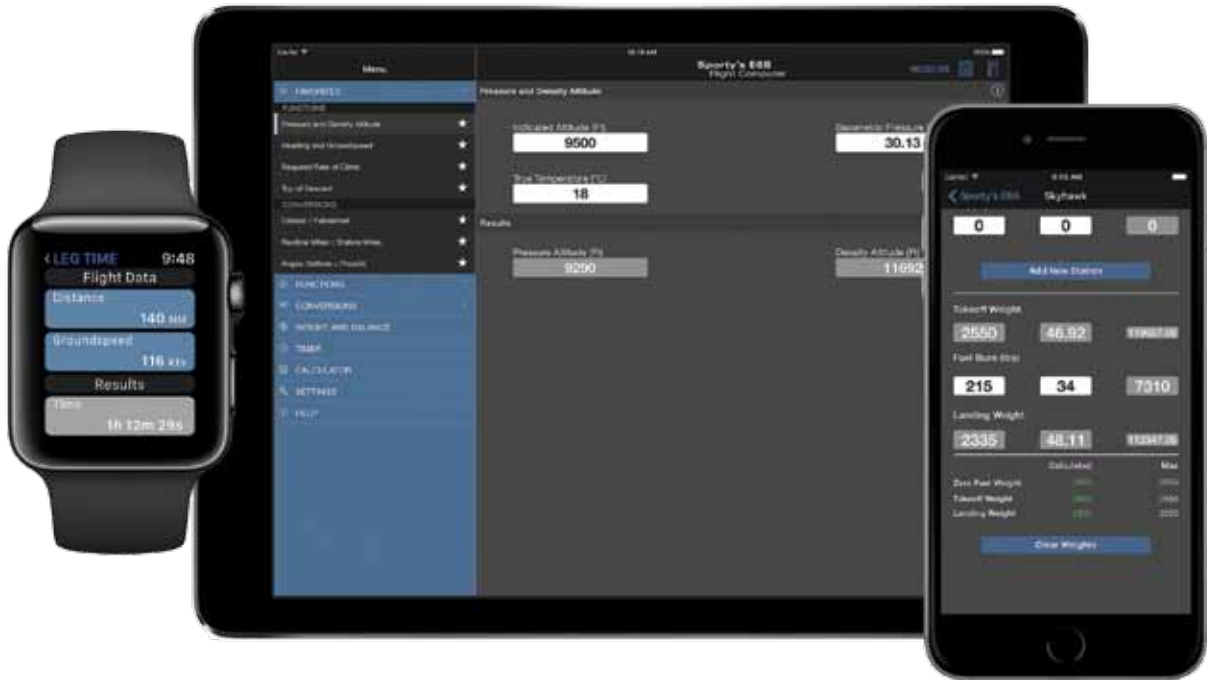 <LEG TIME 9:48
Flight Data
Distance
140 NM
Groundspeed
116 KTS
Results
Time
1h 12m 29s
10:19 AM
Menu
Sporty's E6B
Flight Computer
FAVORITES
FUNCTIONS
Pressure and Density Altitude
Heading and Groundspeed
Required Rate of Climb
Top of Descent
CONVERSIONS
Celsius / Fahrenheit
Nautical Miles / Statute Miles
FUNCTIONS
CONVERSIONS
WEIGHT AND BALANCE
TIMER
CALCULATOR
SETTINGS
HELP
Pressure and Density Altitude
Indicated Altitude (Ft) Barometric Pressure
9500 30.13
True Temperature (°C)
18
Results
Pressure Altitude (Ft) Density Altitude (Ft)
9290 11692
< Sporty's E6B Skyhawk
0 0 0
Add New Station
Takeoff Weight
2550 46.92
Fuel Burn (lbs)
215 34 7310
Landing Weight
2335 48.11
Calculated Max
Zero Fuel Weight
Takeoff Weight
Landing Weight
Clear Weights